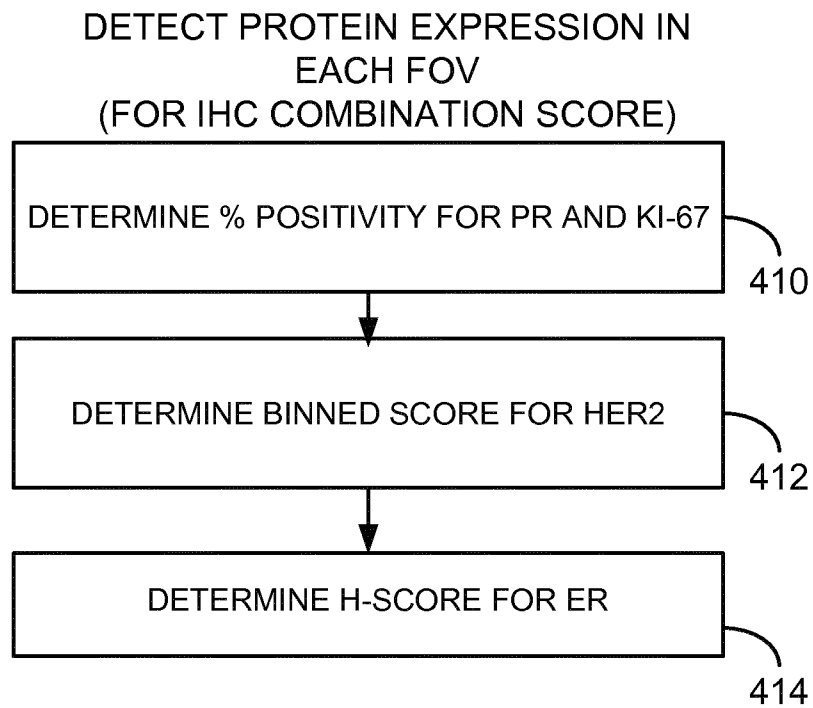 DETECT PROTEIN EXPRESSION IN
EACH FOV
(FOR IHC COMBINATION SCORE)
DETERMINE % POSITIVITY FOR PR AND KI-67
410
DETERMINE BINNED SCORE FOR HER2
412
DETERMINE H-SCORE FOR ER
414